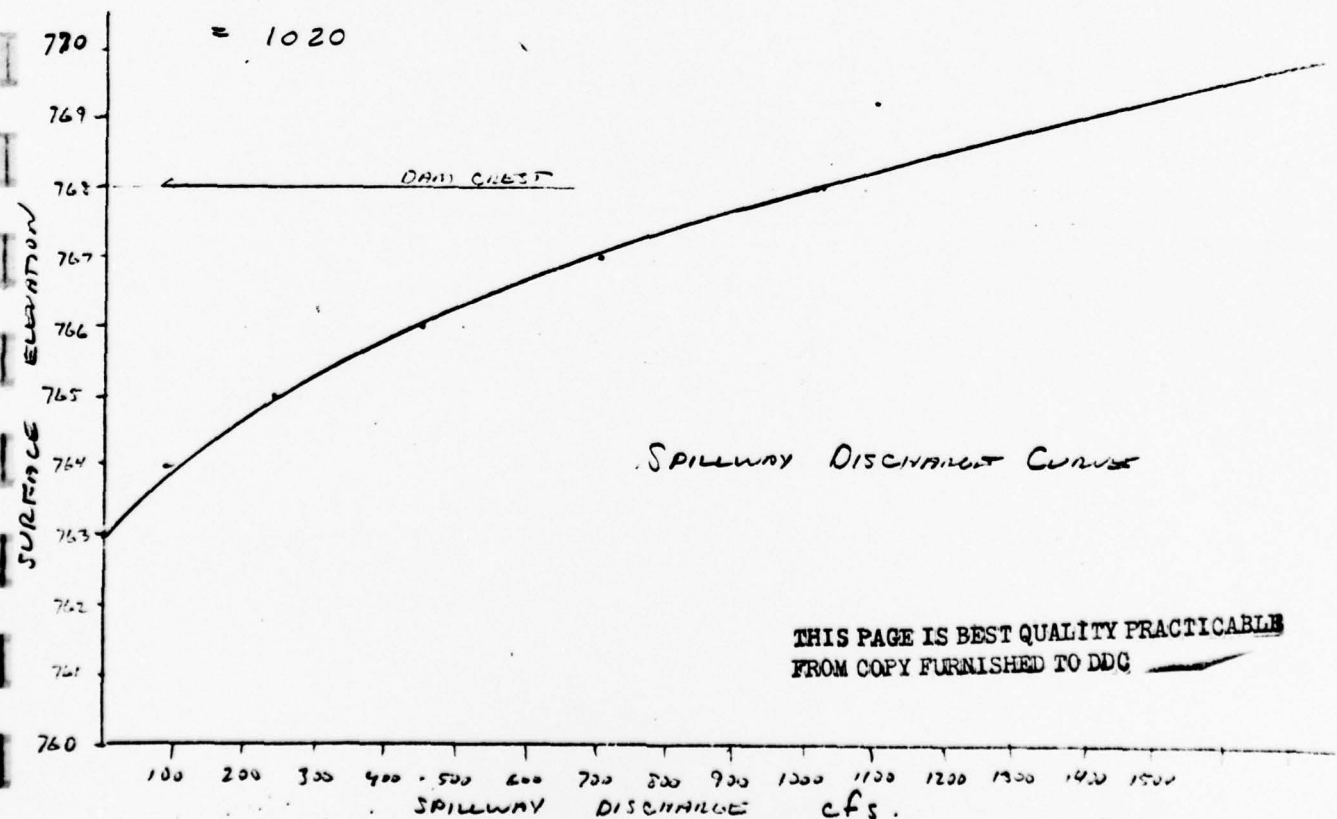 = 1020
770
769
768
767
766
765
764
763
762
761
760
SURFACE ELEVATION
DAM CREST
SPILLWAY DISCHARGE CURVE
THIS PAGE IS BEST QUALITY PRACTICABLE
FROM COPY FURNISHED TO DDC
100 200 300 400 500 600 700 800 900 1000 1100 1200 1300 1400 1500
SPILLWAY DISCHARGE cfs.